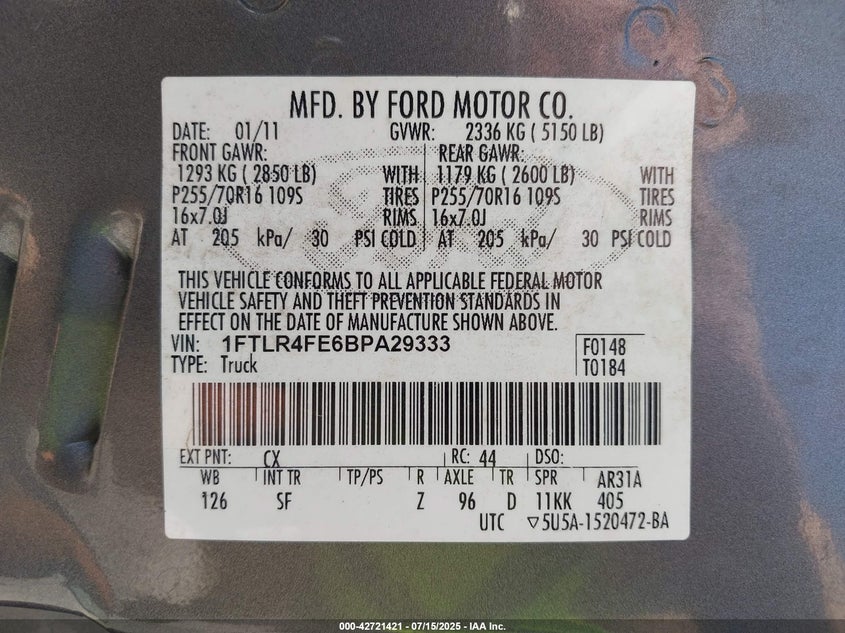 MFD. BY FORD MOTOR CO.
DATE: 01/11 GVWR: 2336 KG ( 5150 LB)
FRONT GAWR: REAR GAWR:
1293 KG ( 2850 LB) WITH 1179 KG ( 2600 LB) WITH
P255/70R16 109S TIRES P255/70R16 109S TIRES
16x7.0J RIMS 16x7.0J RIMS
AT 205 kPa/ 30 PSI COLD AT 205 kPa/ 30 PSI COLD
THIS VEHICLE CONFORMS TO ALL APPLICABLE FEDERAL MOTOR
VEHICLE SAFETY AND THEFT PREVENTION STANDARDS IN
EFFECT ON THE DATE OF MANUFACTURE SHOWN ABOVE.
VIN: 1FTLR4FE6BPA29333 F0148
TYPE: Truck T0184
EXT PNT: CX RC: 44 DSO:
WB INT TR TP/PS R AXLE TR SPR AR31A
126 SF Z 96 D 11KK 405
UTC ▽5U5A-1520472-BA
000-42721421 - 07/15/2025 - IAA Inc.